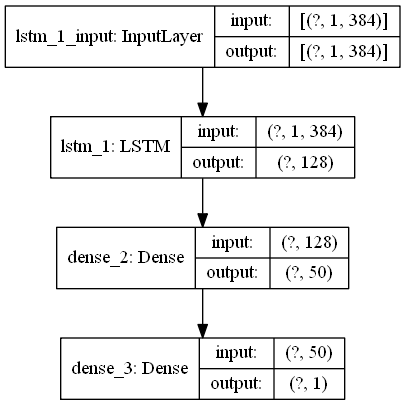 lstm_1_input: InputLayer
input: [(?, 1, 384)]
output: [(?, 1, 384)]
lstm_1: LSTM
input: (?, 1, 384)
output: (?, 128)
dense_2: Dense
input: (?, 128)
output: (?, 50)
dense_3: Dense
input: (?, 50)
output: (?, 1)